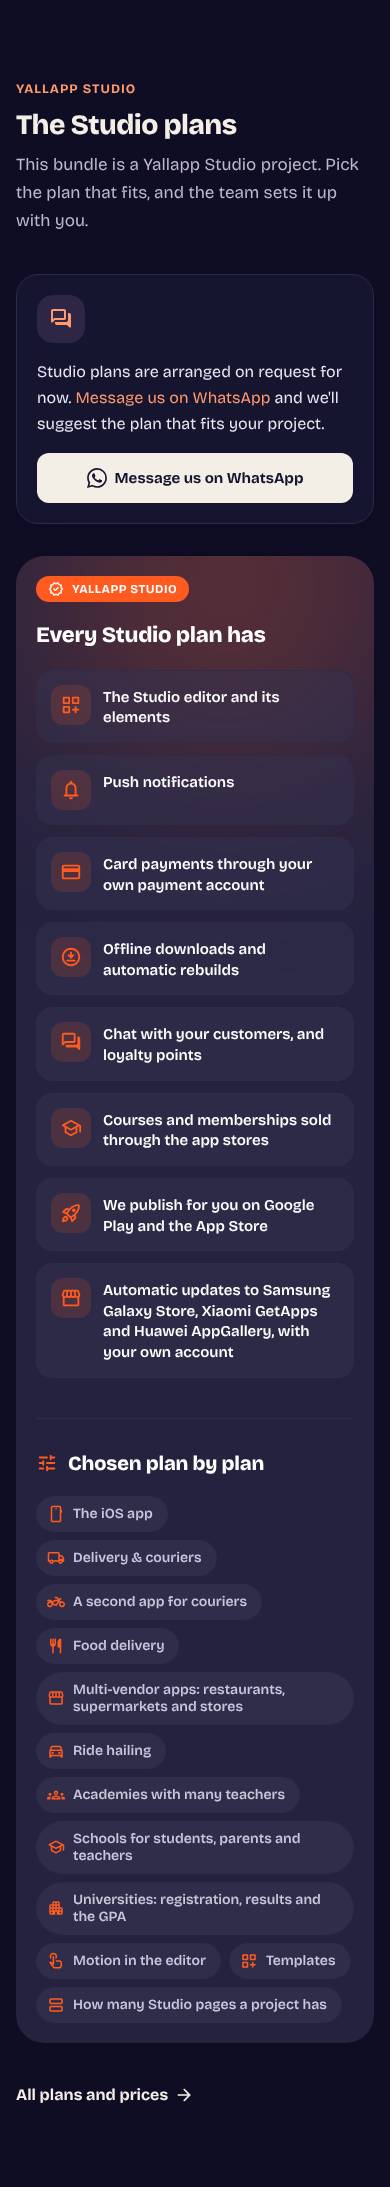 YALLAPP STUDIO
The Studio plans
This bundle is a Yallapp Studio project. Pick
the plan that fits, and the team sets it up
with you.
Studio plans are arranged on request for
now. Message us on WhatsApp and we'll
suggest the plan that fits your project.
Message us on WhatsApp
YALLAPP STUDIO
Every Studio plan has
The Studio editor and its
elements
Push notifications
Card payments through your
own payment account
Offline downloads and
automatic rebuilds
Chat with your customers, and
loyalty points
Courses and memberships sold
through the app stores
We publish for you on Google
Play and the App Store
Automatic updates to Samsung
Galaxy Store, Xiaomi GetApps
and Huawei AppGallery, with
your own account
Chosen plan by plan
The iOS app
Delivery & couriers
A second app for couriers
Food delivery
Multi-vendor apps: restaurants,
supermarkets and stores
Ride hailing
Academies with many teachers
Schools for students, parents and
teachers
Universities: registration, results and
the GPA
Motion in the editor
Templates
How many Studio pages a project has
All plans and prices